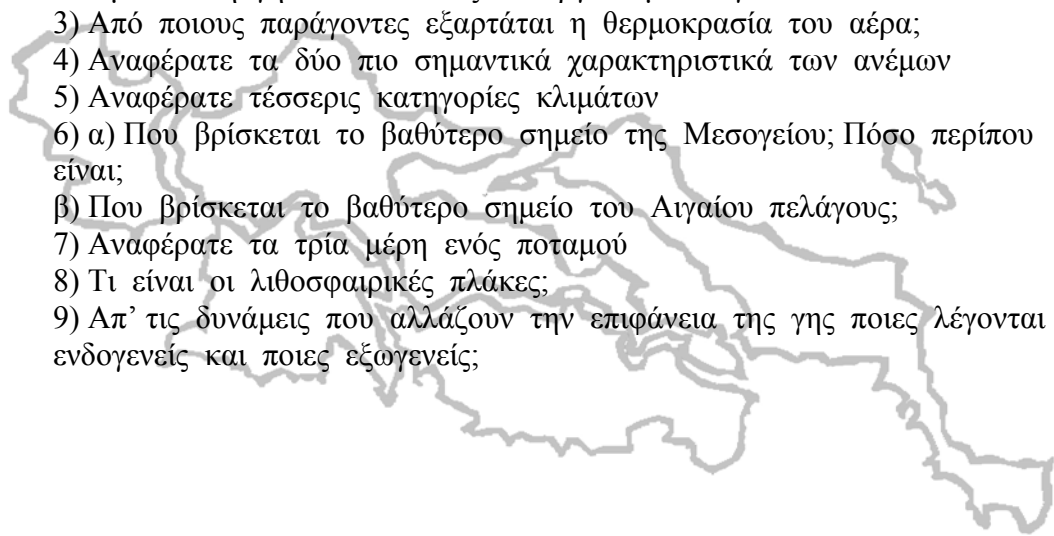 3) Από ποιους παράγοντες εξαρτάται η θερμοκρασία του αέρα;
4) Αναφέρατε τα δύο πιο σημαντικά χαρακτηριστικά των ανέμων
5) Αναφέρατε τέσσερις κατηγορίες κλιμάτων
6) α) Που βρίσκεται το βαθύτερο σημείο της Μεσογείου; Πόσο περίπου
είναι;
β) Που βρίσκεται το βαθύτερο σημείο του Αιγαίου πελάγους;
7) Αναφέρατε τα τρία μέρη ενός ποταμού
8) Τι είναι οι λιθοσφαιρικές πλάκες;
9) Απ’ τις δυνάμεις που αλλάζουν την επιφάνεια της γης ποιες λέγονται
ενδογενείς και ποιες εξωγενείς;